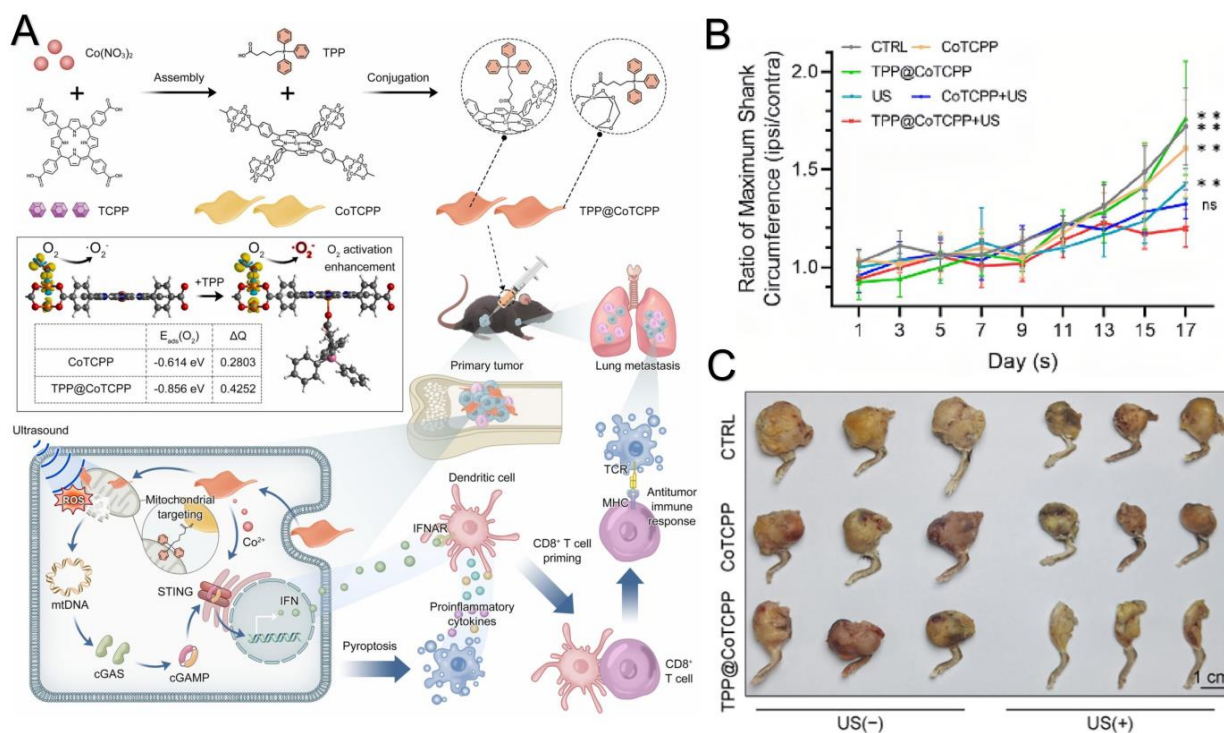 A
Co(NO₃)₂
TPP
Assembly
Conjugation
TCPP
CoTCPP
TPP@CoTCPP
O₂
·O₂⁻
+TPP
O₂
·O₂⁻
O₂ activation
enhancement
E_ads(O₂) ΔQ
CoTCPP -0.614 eV 0.2803
TPP@CoTCPP -0.856 eV 0.4252
Primary tumor
Lung metastasis
Ultrasound
ROS
Mitochondrial
targeting
Co²⁺
mtDNA
STING
IFN
cGAS
cGAMP
Pyroptosis
Dendritic cell
IFNAR
Proinflammatory
cytokines
CD8⁺ T cell
priming
TCR
MHC
Antitumor
immune
response
CD8⁺
T cell
B
Ratio of Maximum Shank
Circumference (ipsi/contra)
2.0
1.5
1.0
CTRL CoTCPP
TPP@CoTCPP
US CoTCPP+US
TPP@CoTCPP+US
* *
* *
* *
* *
ns
1 3 5 7 9 11 13 15 17
Day (s)
C
CTRL
CoTCPP
TPP@CoTCPP
1 cm
US(−) US(+)